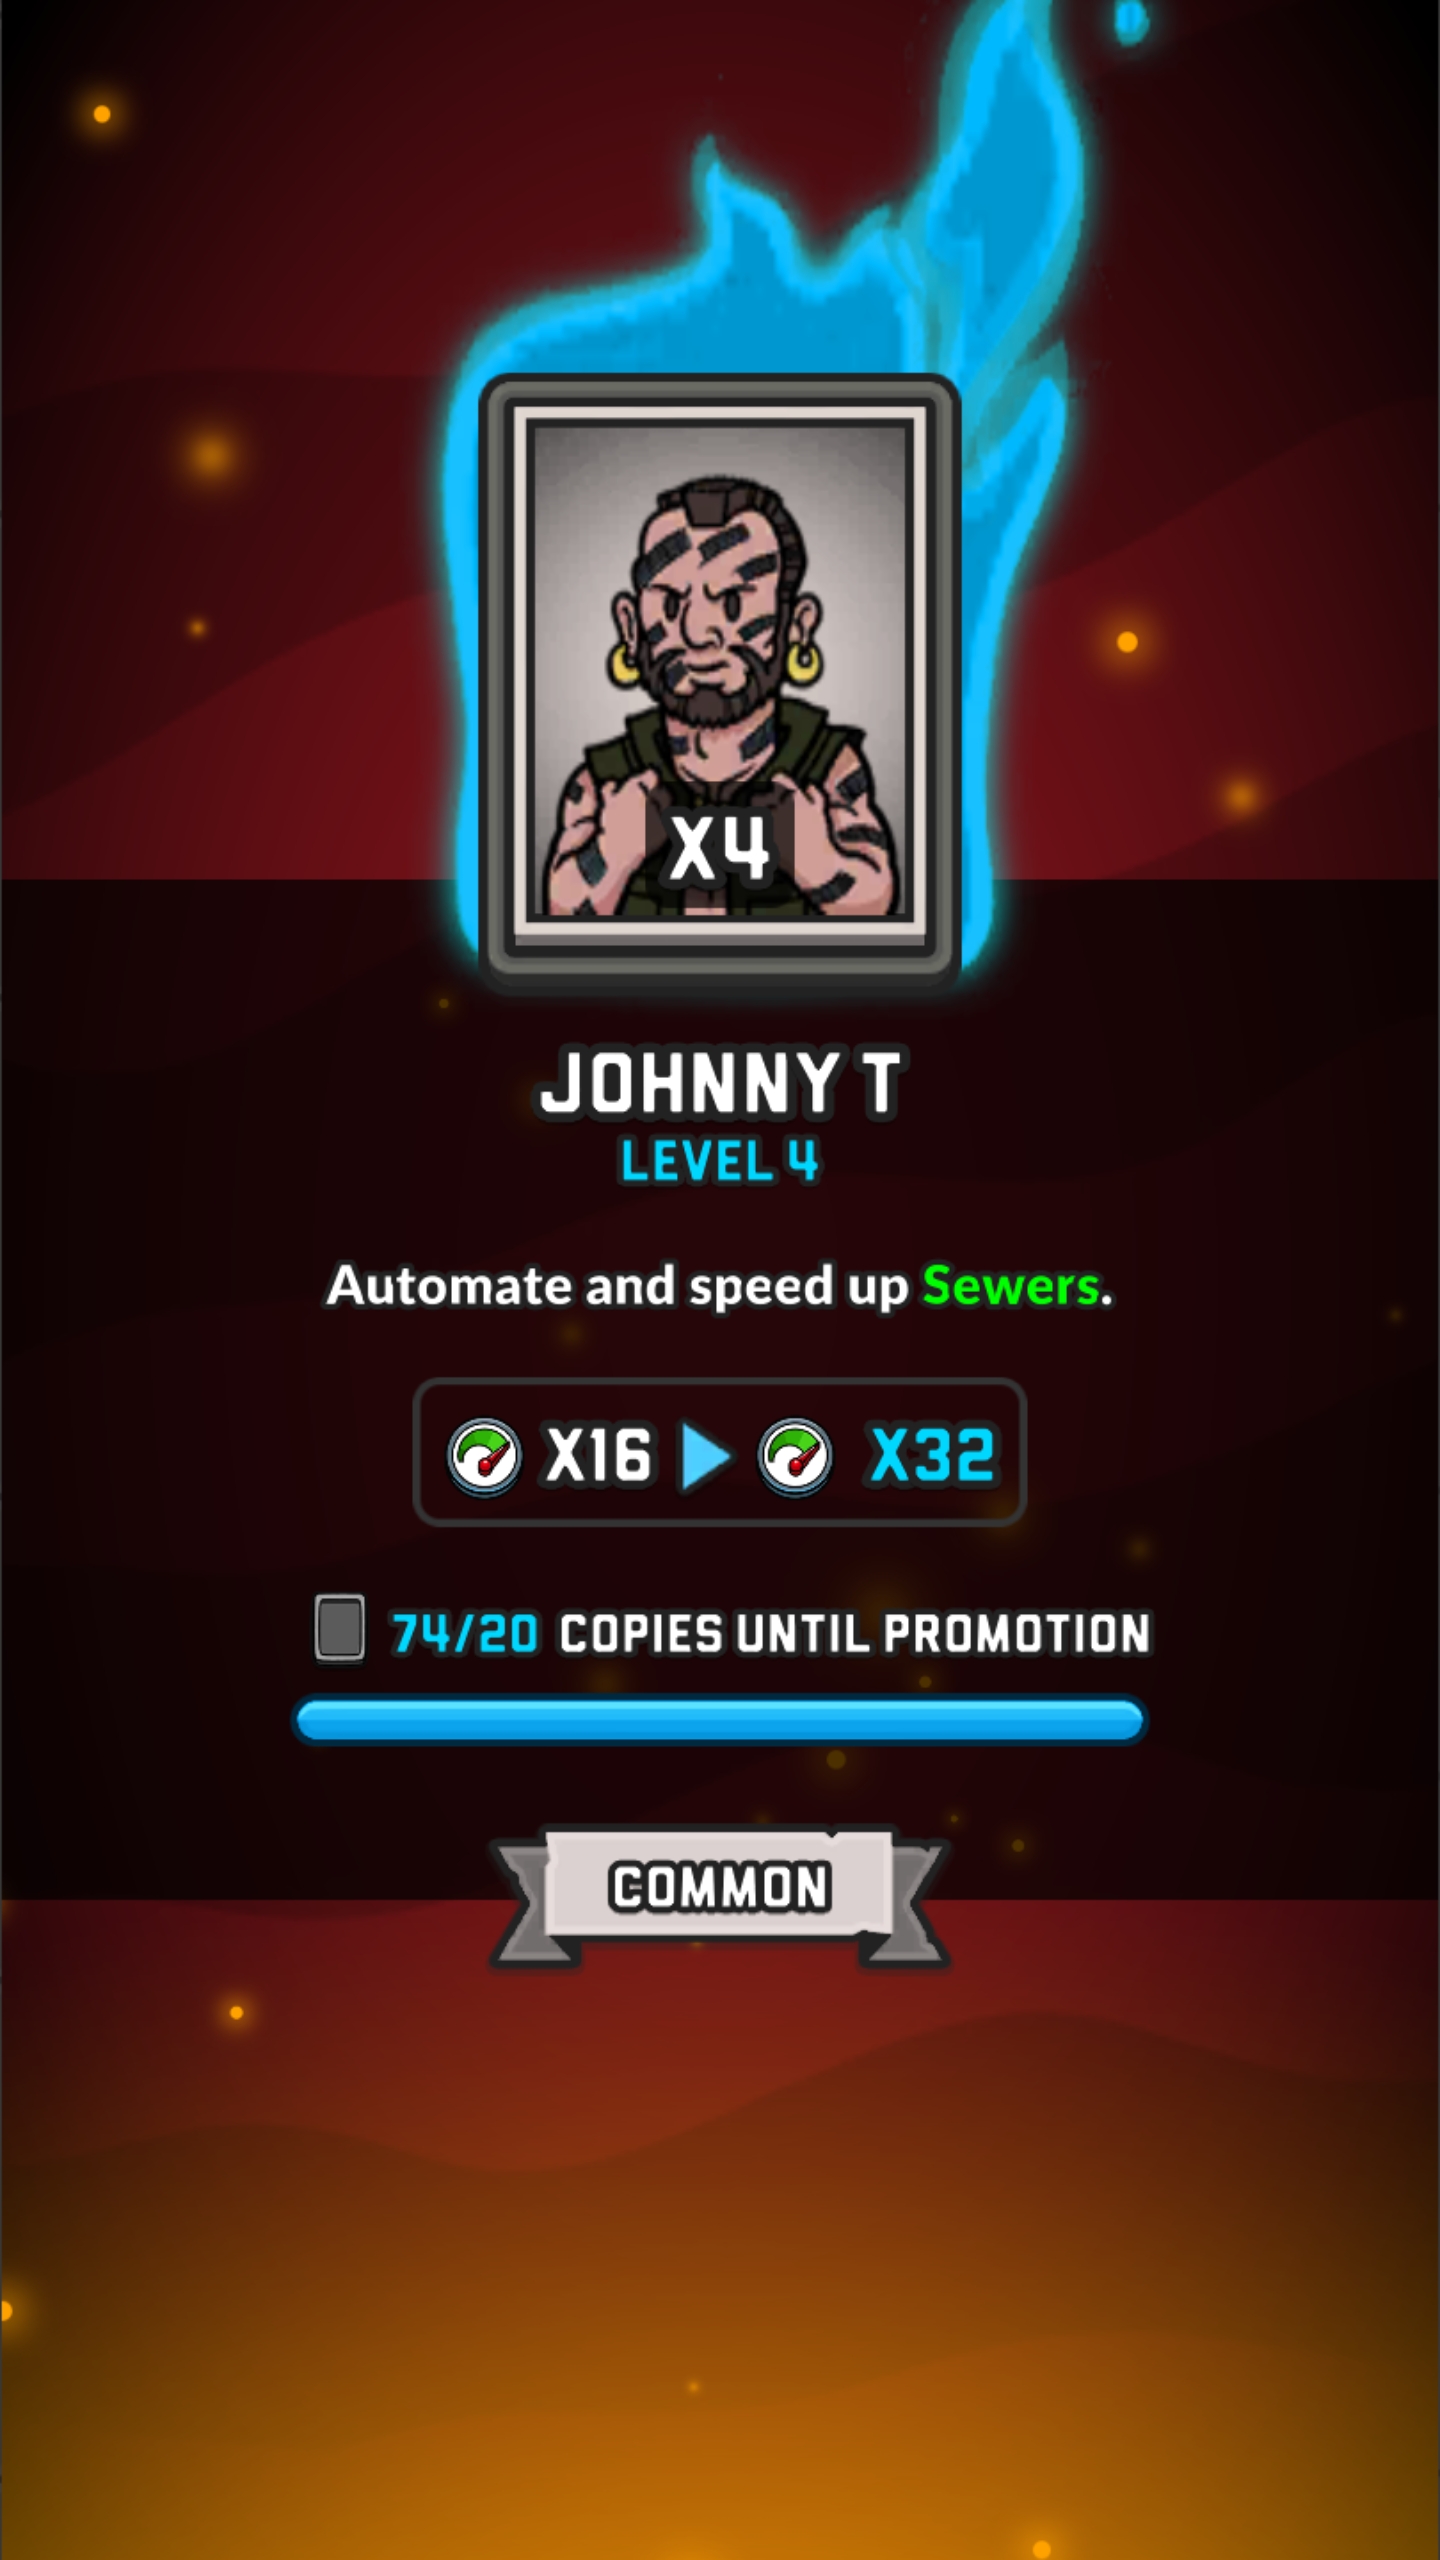 X4
JOHNNY T
LEVEL 4
Automate and speed up Sewers.
X16 X32
74/20 COPIES UNTIL PROMOTION
COMMON